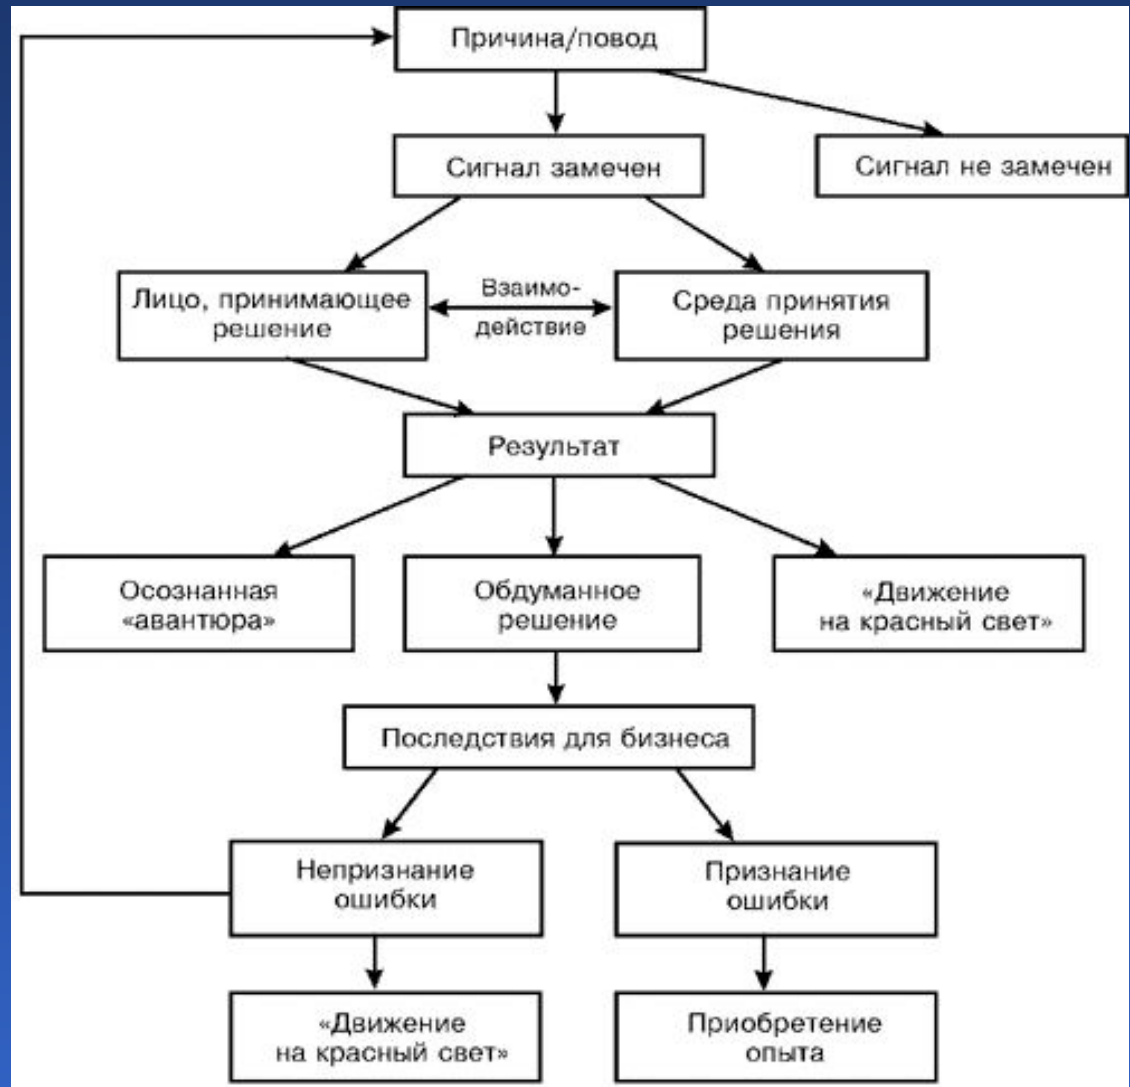 Причина/повод
Сигнал замечен
Сигнал не замечен
Лицо, принимающее
решение
Взаимо-
действие
Среда принятия
решения
Результат
Осознанная
«авантюра»
Обдуманное
решение
«Движение
на красный свет»
Последствия для бизнеса
Непризнание
ошибки
Признание
ошибки
«Движение
на красный свет»
Приобретение
опыта